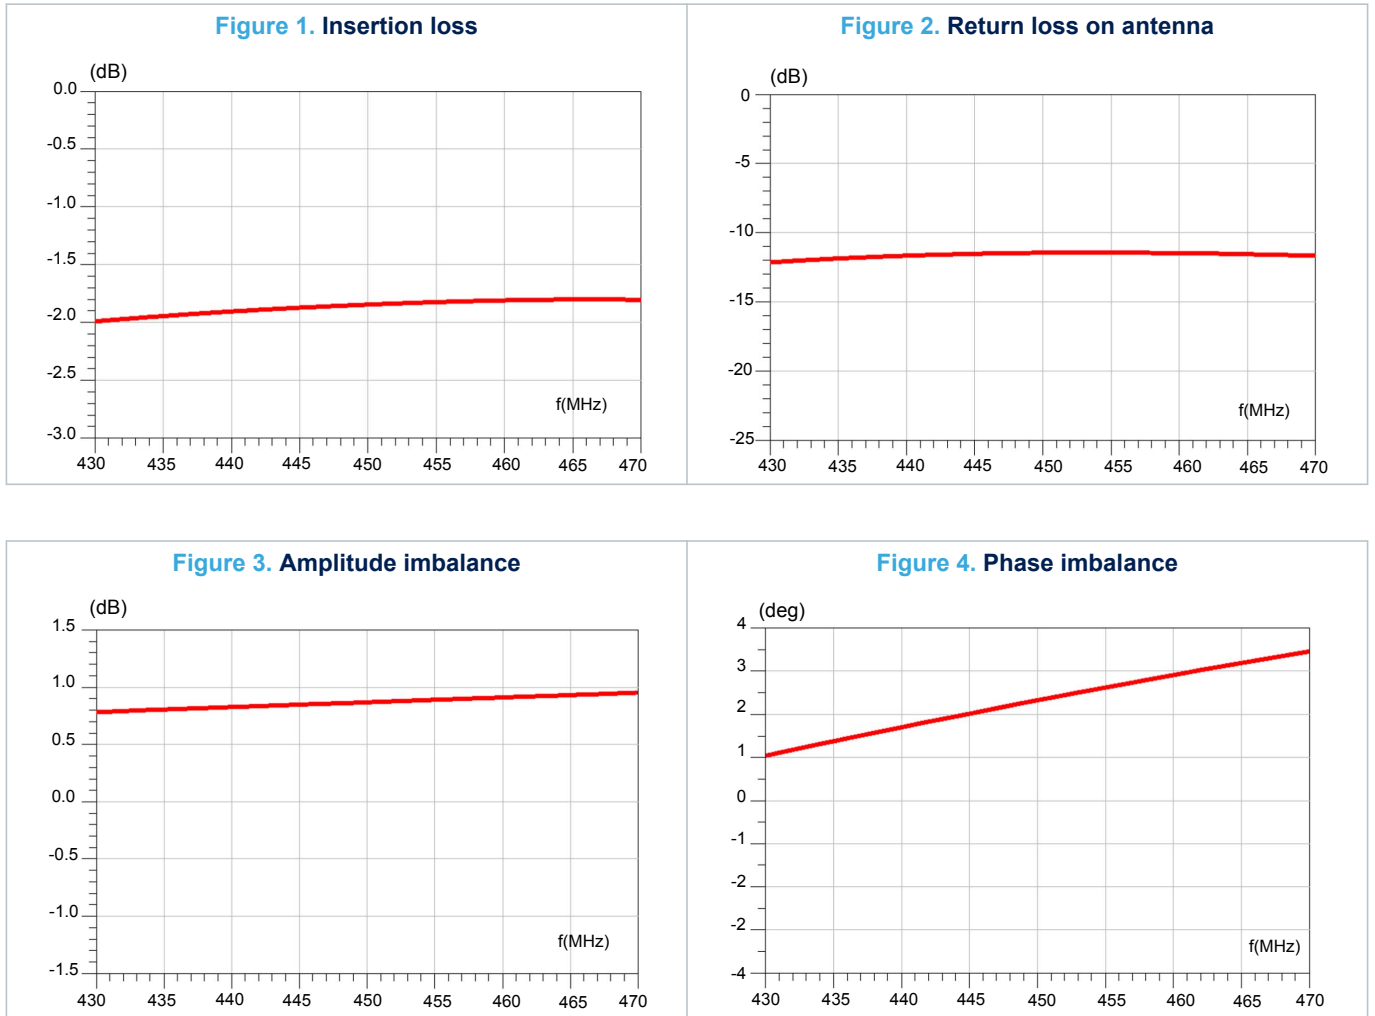 Figure 1. Insertion loss
(dB)
0.0
-0.5
-1.0
-1.5
-2.0
-2.5
-3.0
f(MHz)
430 435 440 445 450 455 460 465 470
Figure 2. Return loss on antenna
(dB)
0
-5
-10
-15
-20
-25
f(MHz)
430 435 440 445 450 455 460 465 470
Figure 3. Amplitude imbalance
(dB)
1.5
1.0
0.5
0.0
-0.5
-1.0
-1.5
f(MHz)
430 435 440 445 450 455 460 465 470
Figure 4. Phase imbalance
(deg)
4
3
2
1
0
-1
-2
-2
-4
f(MHz)
430 435 440 445 450 455 460 465 470